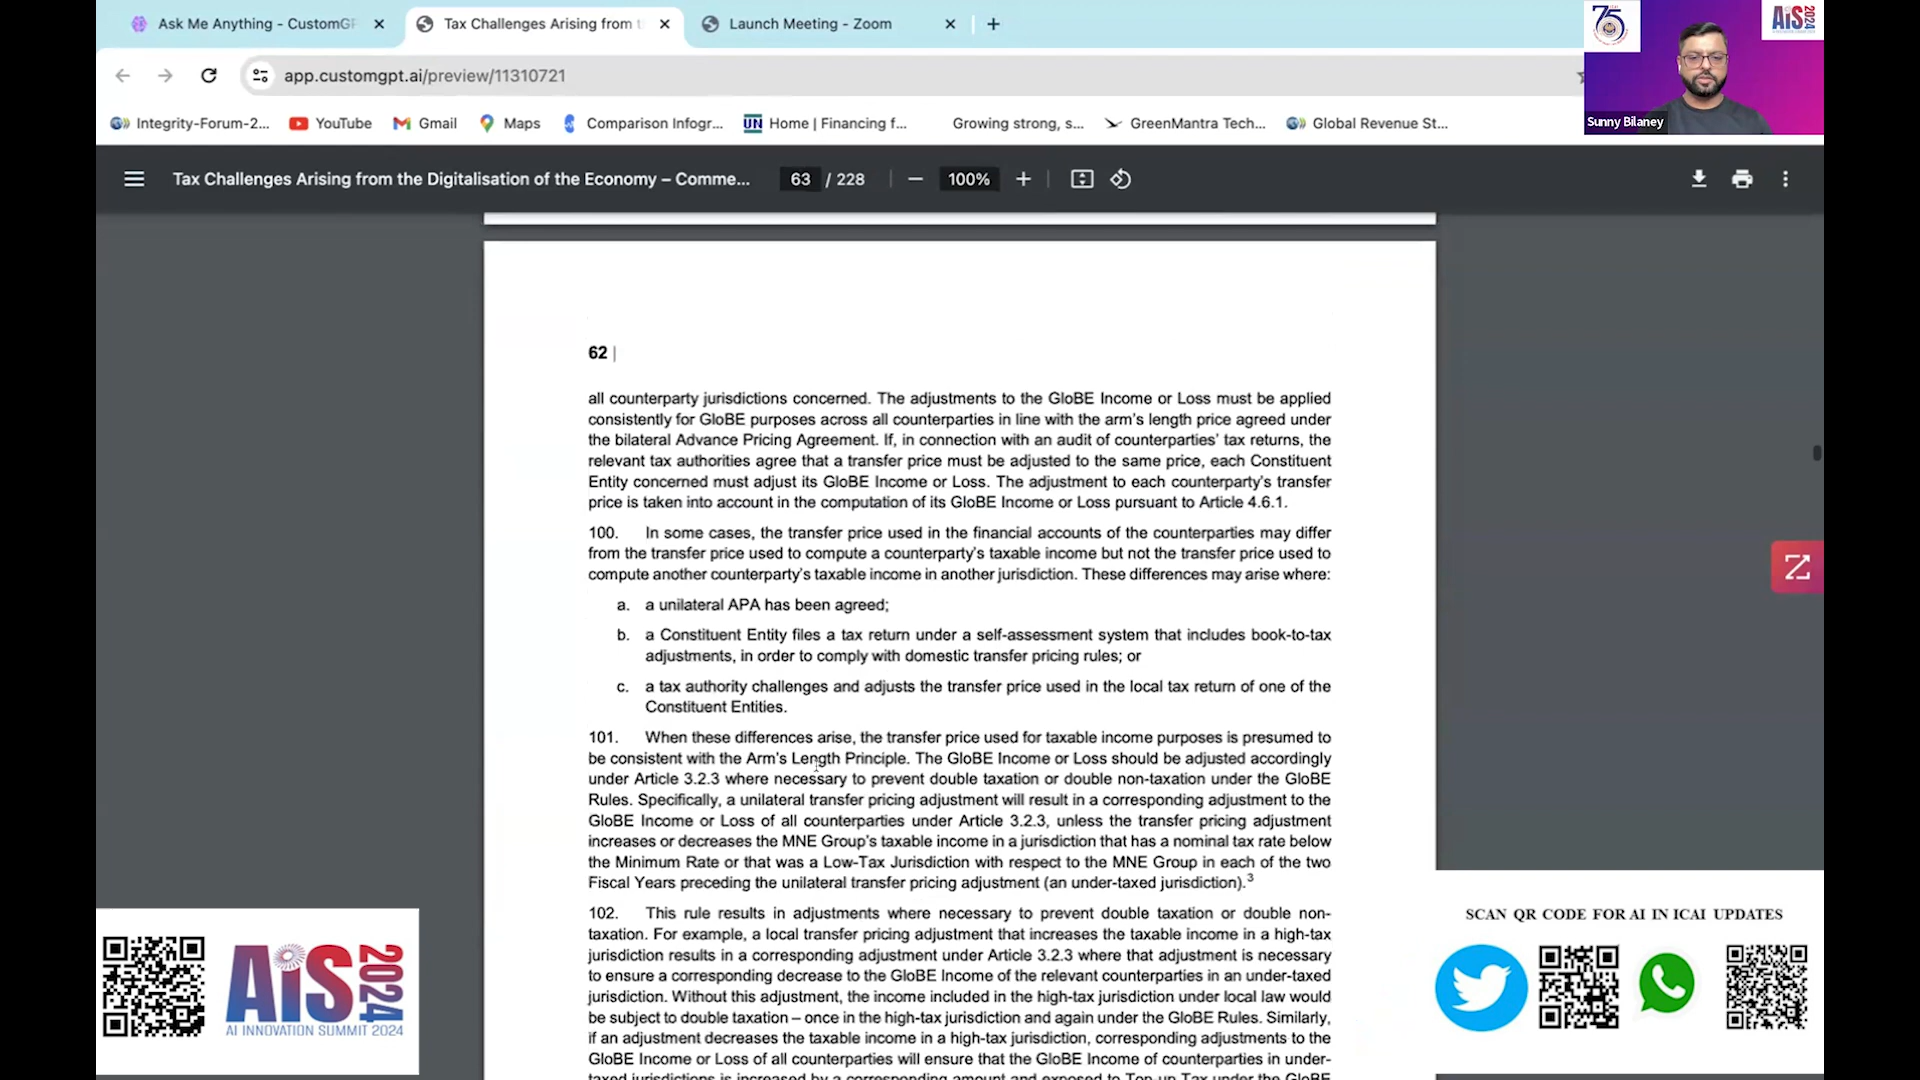 Ask Me Anything - CustomGP
Tax Challenges Arising from t
Launch Meeting - Zoom
app.customgpt.ai/preview/11310721
Integrity-Forum-2...
YouTube
Gmail
Maps
Comparison Infogr...
UN
Home | Financing f...
Growing strong, s...
GreenMantra Tech...
Global Revenue St...
75
AiS 2024
Sunny Bilaney
Tax Challenges Arising from the Digitalisation of the Economy – Comme...
63 / 228
100%
62 |
all counterparty jurisdictions concerned. The adjustments to the GloBE Income or Loss must be applied
consistently for GloBE purposes across all counterparties in line with the arm's length price agreed under
the bilateral Advance Pricing Agreement. If, in connection with an audit of counterparties' tax returns, the
relevant tax authorities agree that a transfer price must be adjusted to the same price, each Constituent
Entity concerned must adjust its GloBE Income or Loss. The adjustment to each counterparty's transfer
price is taken into account in the computation of its GloBE Income or Loss pursuant to Article 4.6.1.
100. In some cases, the transfer price used in the financial accounts of the counterparties may differ
from the transfer price used to compute a counterparty's taxable income but not the transfer price used to
compute another counterparty's taxable income in another jurisdiction. These differences may arise where:
a. a unilateral APA has been agreed;
b. a Constituent Entity files a tax return under a self-assessment system that includes book-to-tax
adjustments, in order to comply with domestic transfer pricing rules; or
c. a tax authority challenges and adjusts the transfer price used in the local tax return of one of the
Constituent Entities.
101. When these differences arise, the transfer price used for taxable income purposes is presumed to
be consistent with the Arm's Length Principle. The GloBE Income or Loss should be adjusted accordingly
under Article 3.2.3 where necessary to prevent double taxation or double non-taxation under the GloBE
Rules. Specifically, a unilateral transfer pricing adjustment will result in a corresponding adjustment to the
GloBE Income or Loss of all counterparties under Article 3.2.3, unless the transfer pricing adjustment
increases or decreases the MNE Group's taxable income in a jurisdiction that has a nominal tax rate below
the Minimum Rate or that was a Low-Tax Jurisdiction with respect to the MNE Group in each of the two
Fiscal Years preceding the unilateral transfer pricing adjustment (an under-taxed jurisdiction).³
102. This rule results in adjustments where necessary to prevent double taxation or double non-
taxation. For example, a local transfer pricing adjustment that increases the taxable income in a high-tax
jurisdiction results in a corresponding adjustment under Article 3.2.3 where that adjustment is necessary
to ensure a corresponding decrease to the GloBE Income of the relevant counterparties in an under-taxed
jurisdiction. Without this adjustment, the income included in the high-tax jurisdiction under local law would
be subject to double taxation – once in the high-tax jurisdiction and again under the GloBE Rules. Similarly,
if an adjustment decreases the taxable income in a high-tax jurisdiction, corresponding adjustments to the
GloBE Income or Loss of all counterparties will ensure that the GloBE Income of counterparties in under-
taxed jurisdictions is increased by a corresponding amount and exposed to Top-up Tax under the GloBE
AiS 2024
AI INNOVATION SUMMIT 2024
SCAN QR CODE FOR AI IN ICAI UPDATES